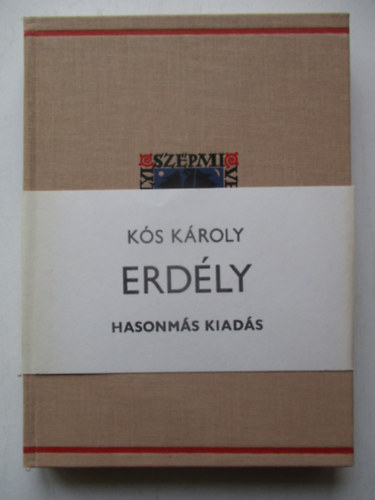 SZÉPMI
KÓS KÁROLY
ERDÉLY
HASONMÁS KIADÁS